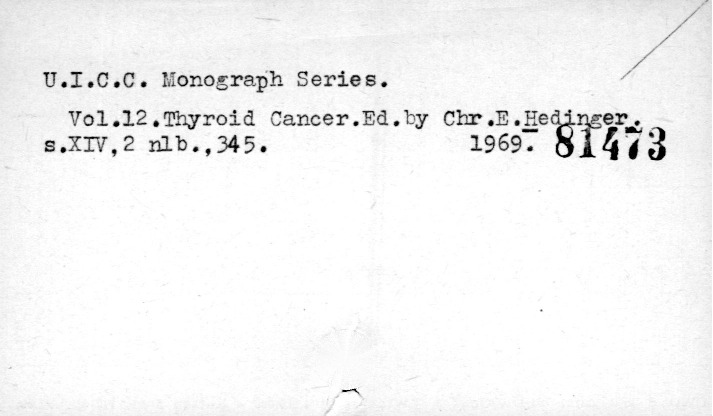 U.I.C.C. Monograph Series.
Vol.12.Thyroid Cancer.Ed.by Chr.E.Hedinger.
s.XIV,2 nlb.,345. 1969. 81473